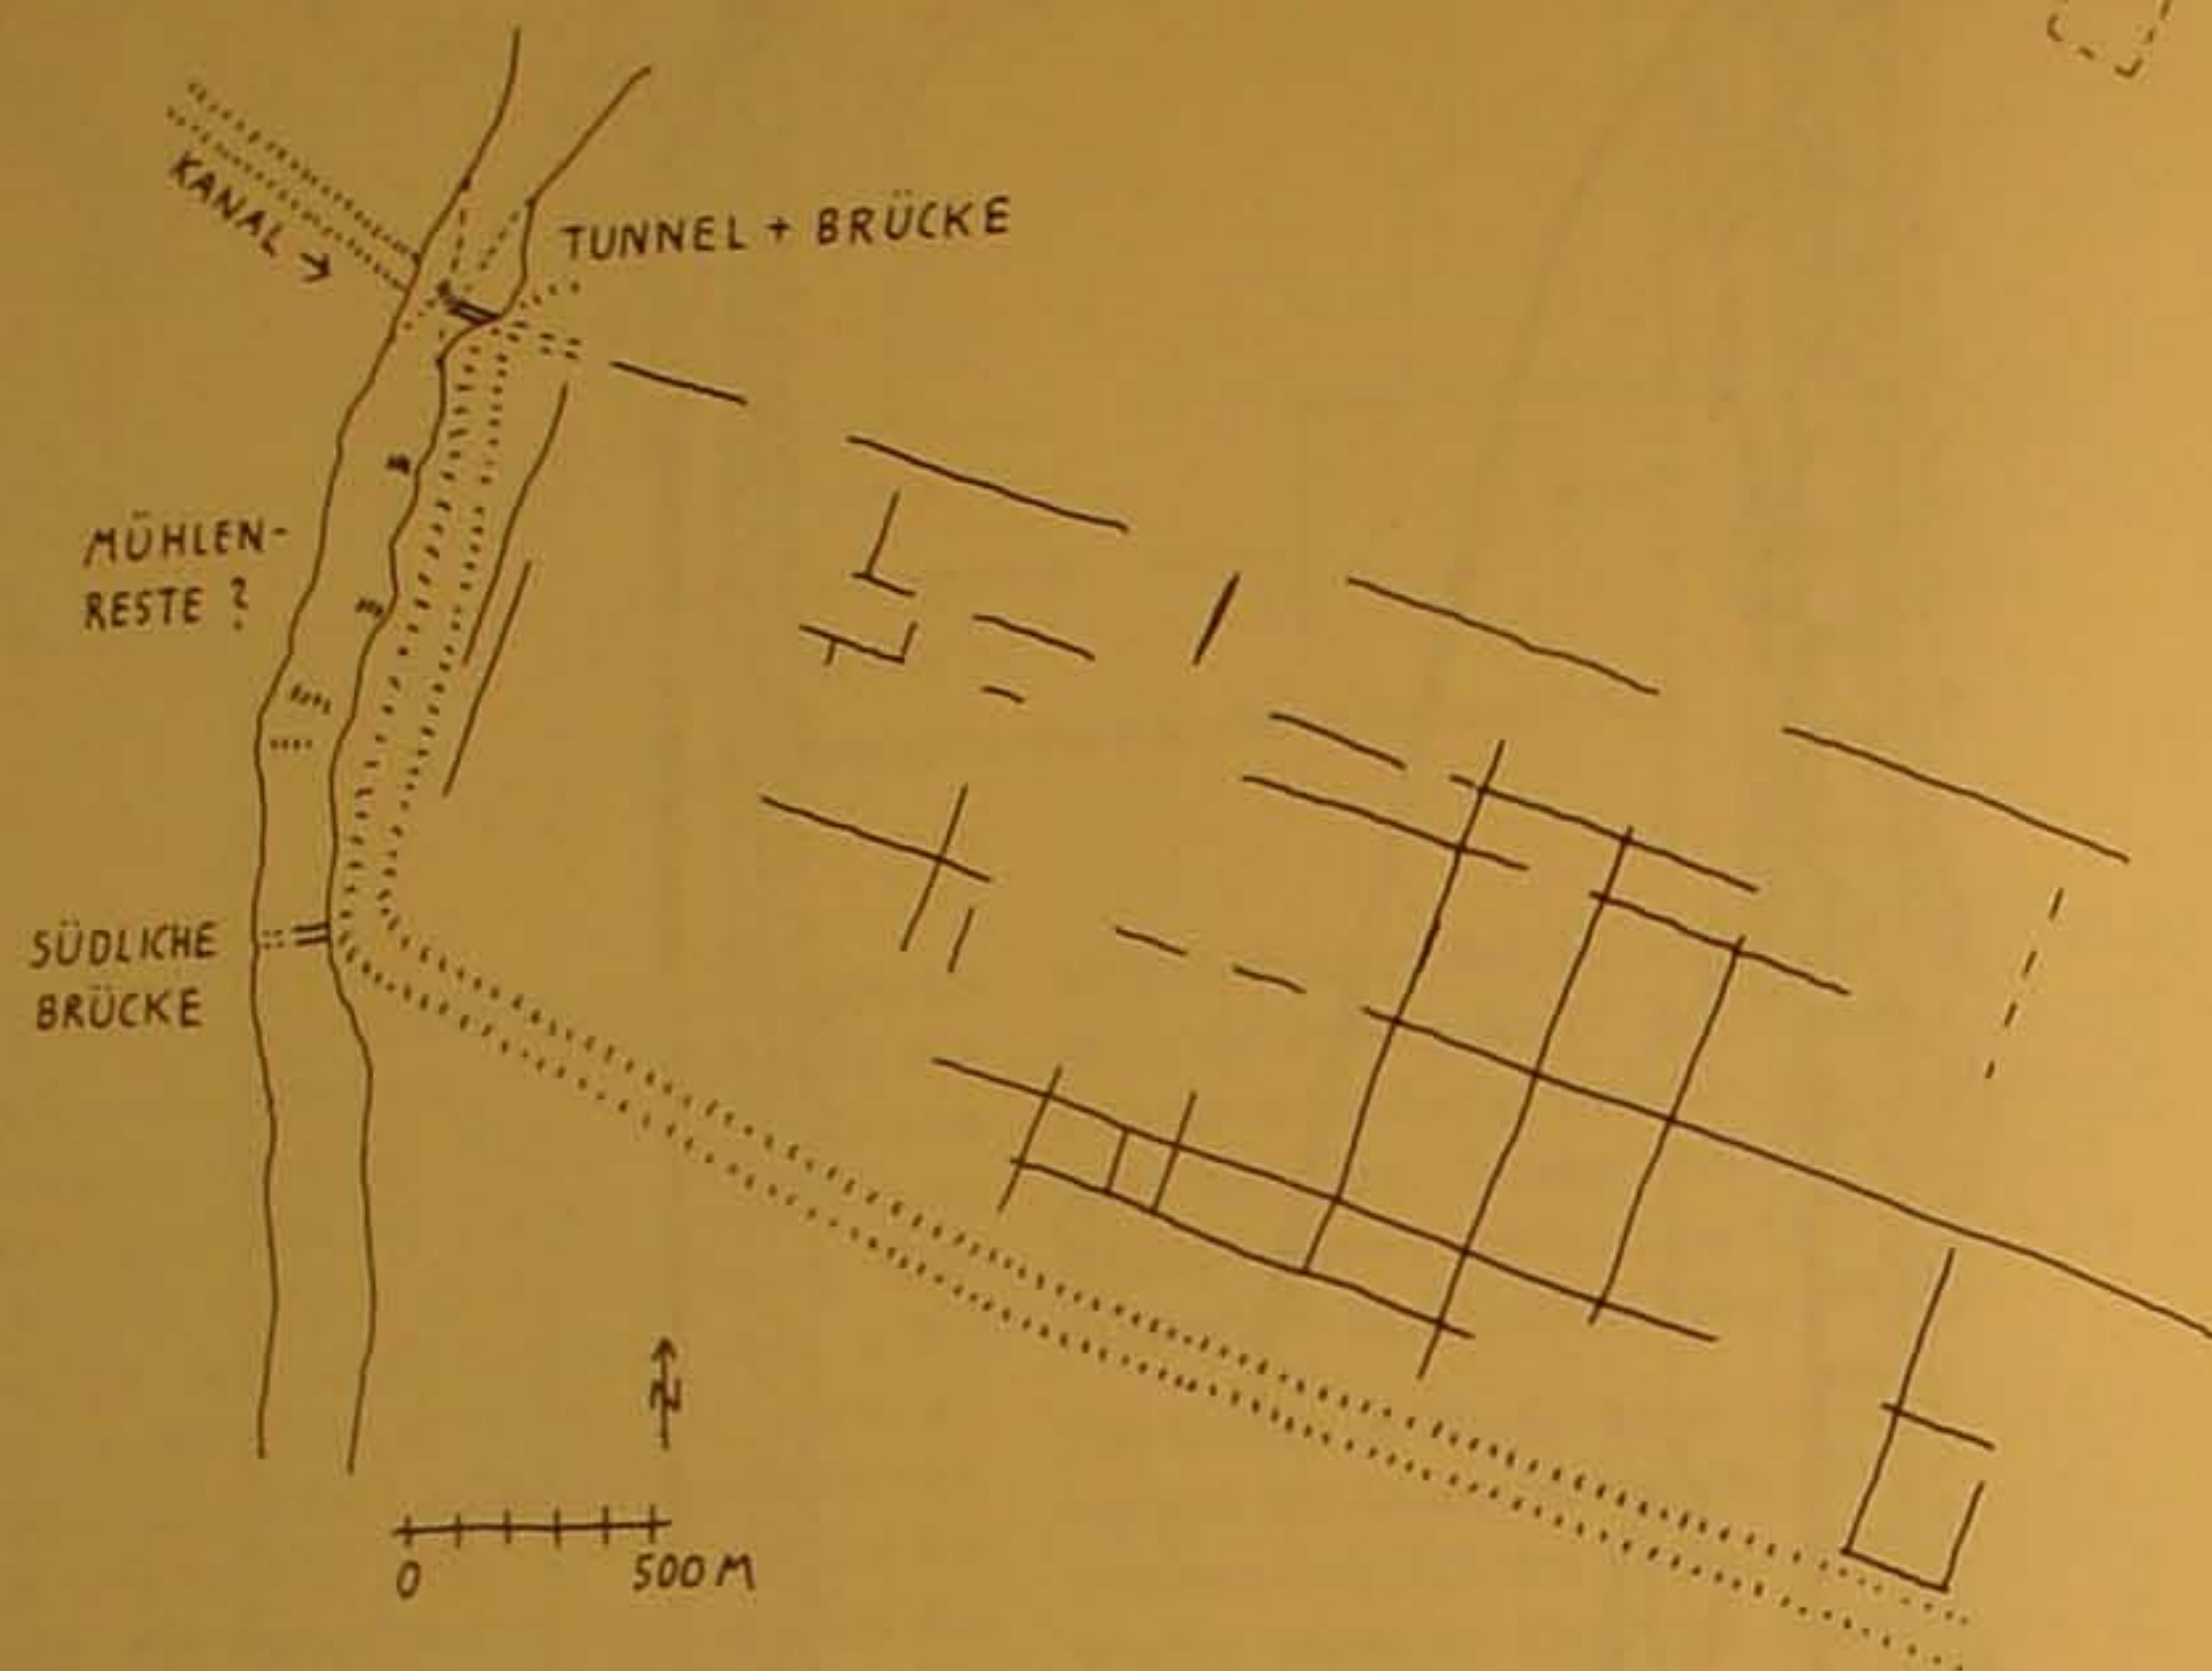 KANAL →
TUNNEL + BRÜCKE
MÜHLEN-
RESTE ?
SÜDLICHE
BRÜCKE
N
0 500 M